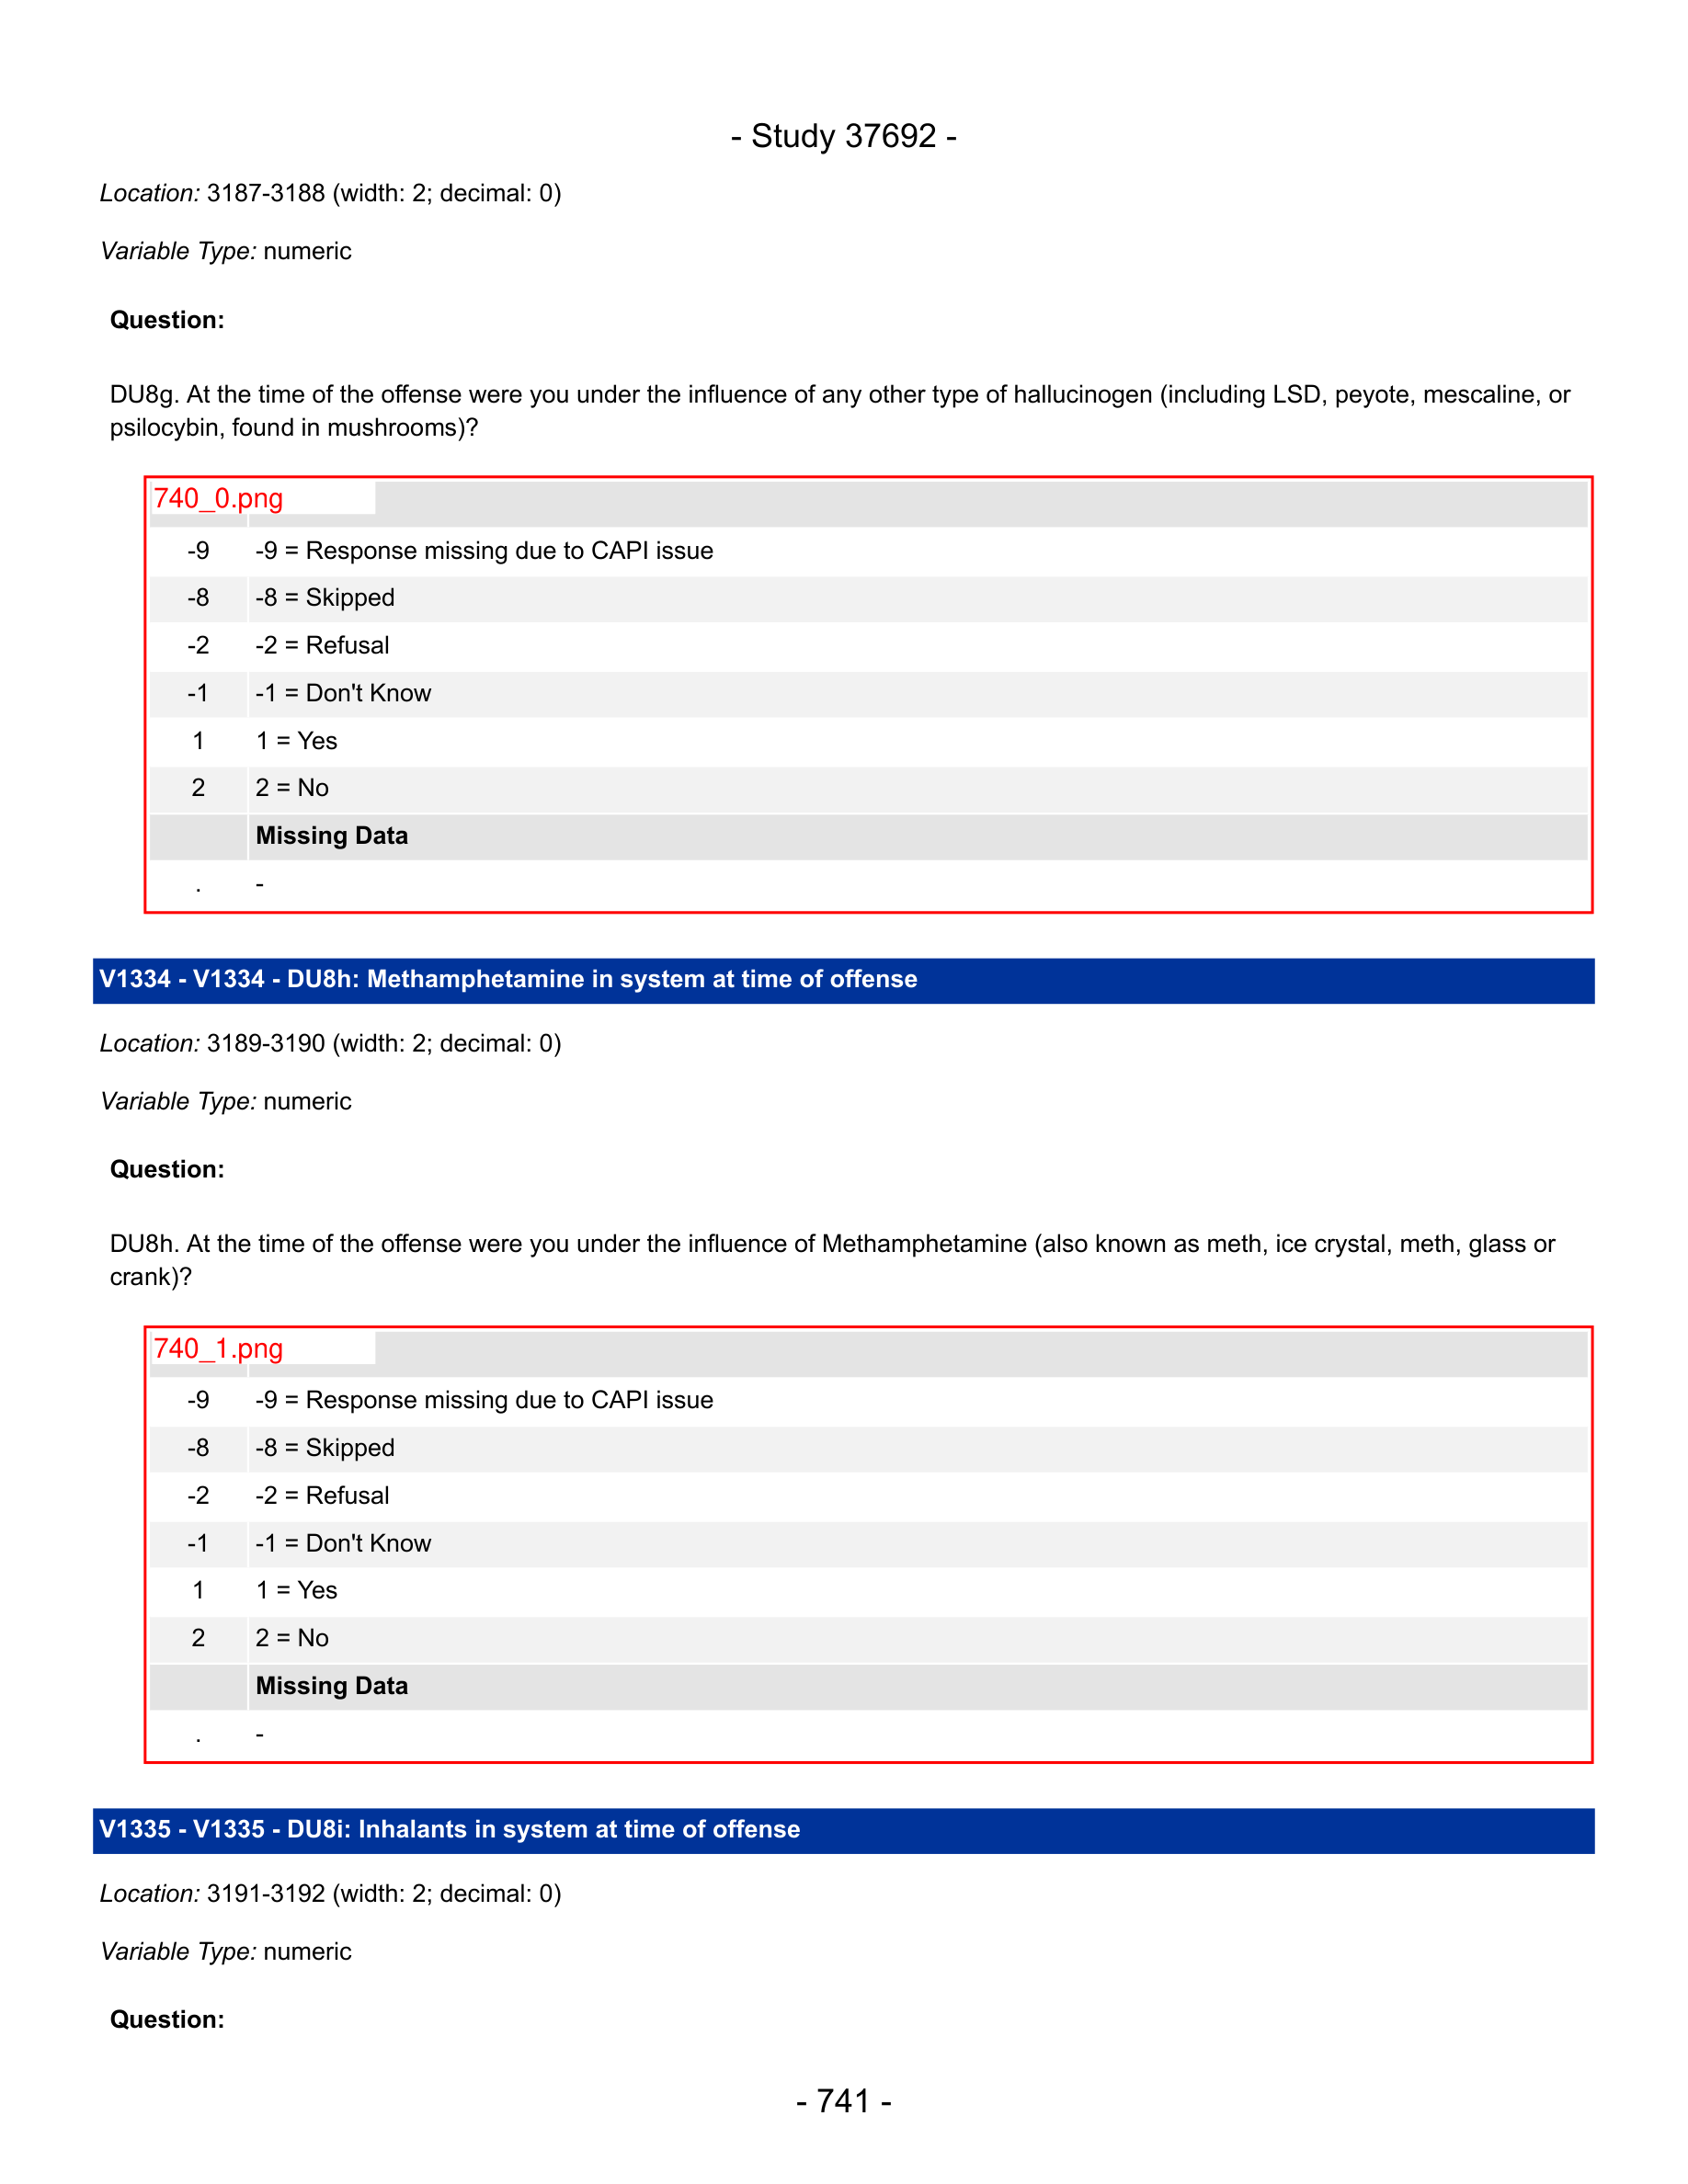 - Study 37692 -
Location: 3187-3188 (width: 2; decimal: 0)
Variable Type: numeric
Question:
DU8g. At the time of the offense were you under the influence of any other type of hallucinogen (including LSD, peyote, mescaline, or
psilocybin, found in mushrooms)?
740_0.png
-9 -9 = Response missing due to CAPI issue
-8 -8 = Skipped
-2 -2 = Refusal
-1 -1 = Don't Know
1 1 = Yes
2 2 = No
Missing Data
. -
V1334 - V1334 - DU8h: Methamphetamine in system at time of offense
Location: 3189-3190 (width: 2; decimal: 0)
Variable Type: numeric
Question:
DU8h. At the time of the offense were you under the influence of Methamphetamine (also known as meth, ice crystal, meth, glass or
crank)?
740_1.png
-9 -9 = Response missing due to CAPI issue
-8 -8 = Skipped
-2 -2 = Refusal
-1 -1 = Don't Know
1 1 = Yes
2 2 = No
Missing Data
. -
V1335 - V1335 - DU8i: Inhalants in system at time of offense
Location: 3191-3192 (width: 2; decimal: 0)
Variable Type: numeric
Question:
- 741 -